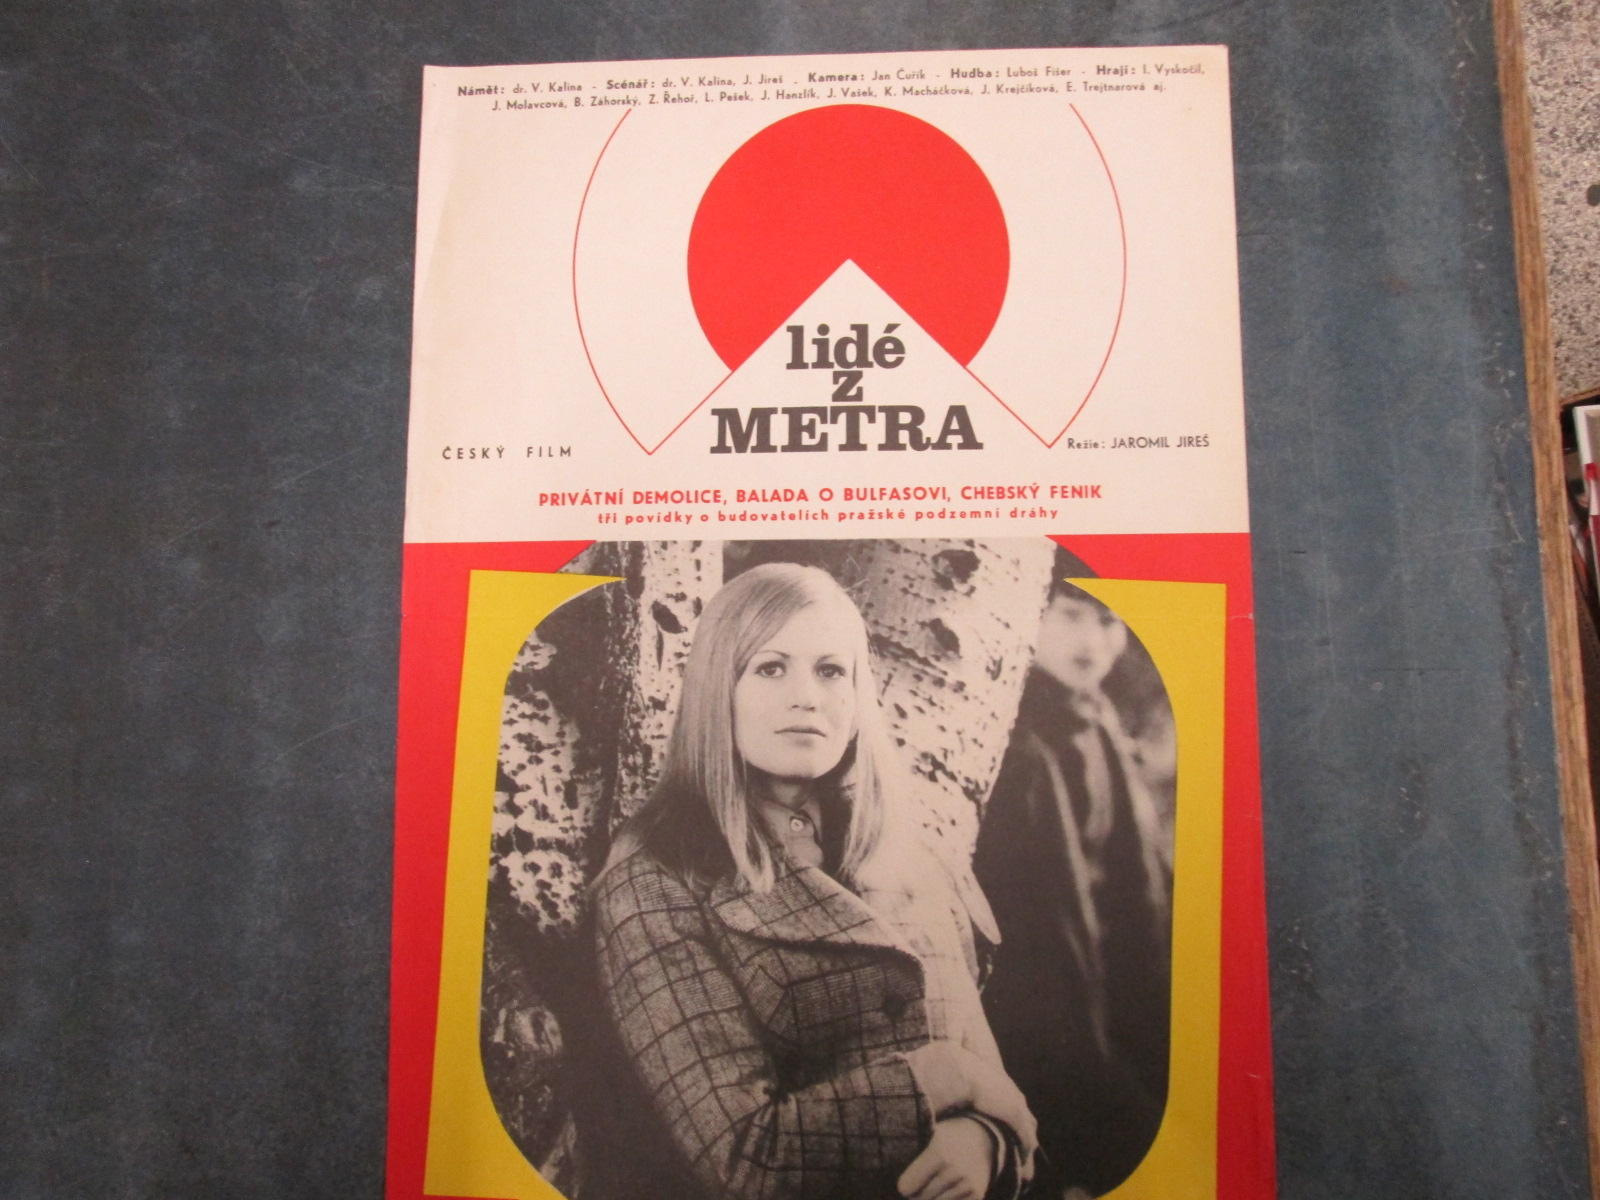 Námět: dr. V. Kalina - Scénář: dr. V. Kalina, J. Jireš - Kamera: Jan Čuřík - Hudba: Luboš Fišer - Hrají: I. Vyskočil,
J. Molavcová, B. Záhorský, Z. Řehoř, L. Pešek, J. Hanzlík, J. Vašek, K. Macháčková, J. Krejčíková, E. Trejtnarová aj.
lidé
z
METRA
ČESKÝ FILM
Režie: JAROMIL JIREŠ
PRIVÁTNÍ DEMOLICE, BALADA O BULFASOVI, CHEBSKÝ FENIK
tři povídky o budovatelích pražské podzemní dráhy